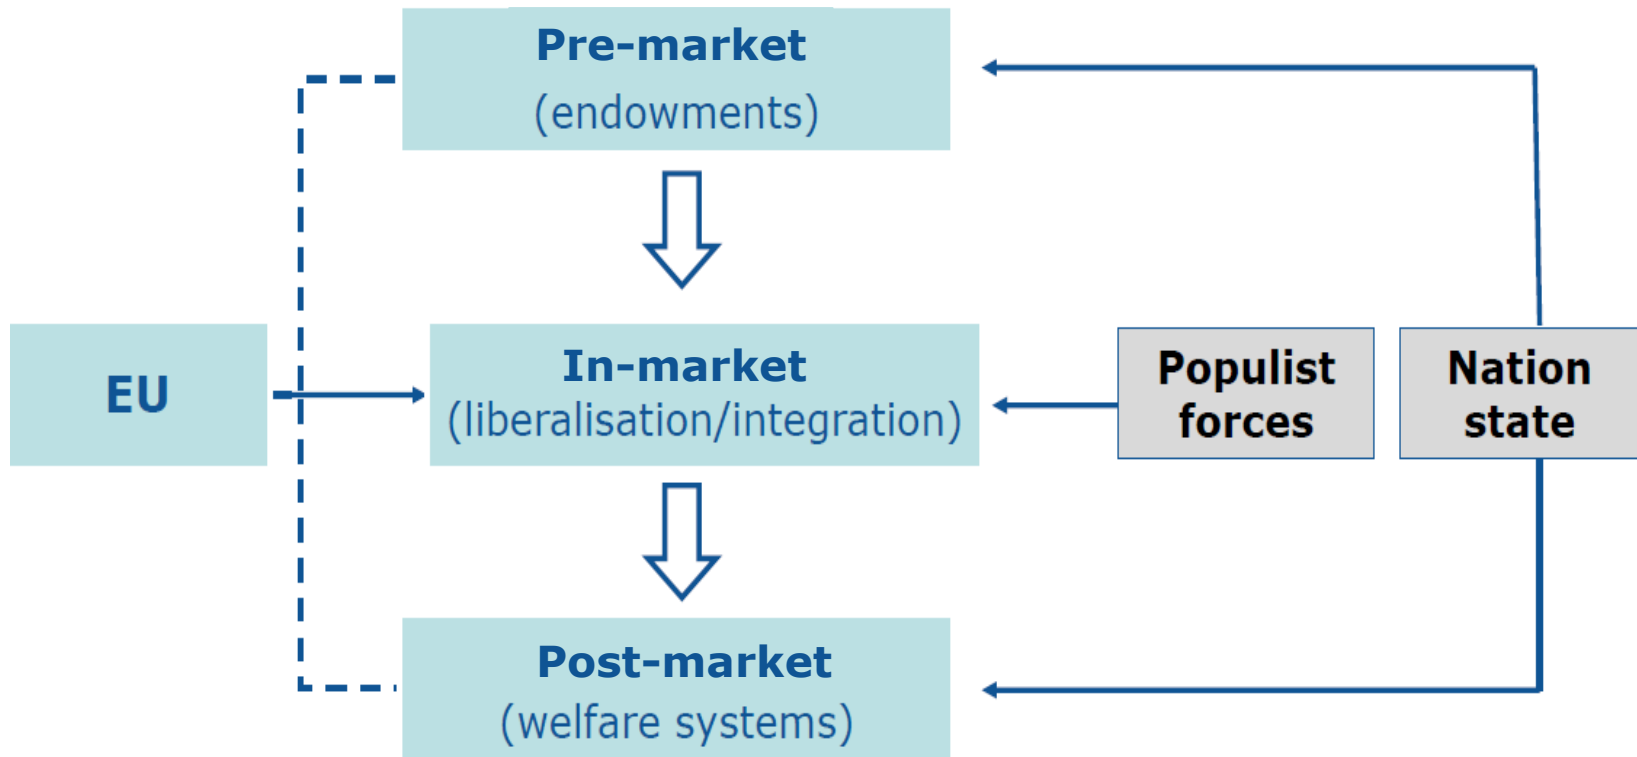 Pre-market
(endowments)
EU
In-market
(liberalisation/integration)
Populist
forces
Nation
state
Post-market
(welfare systems)